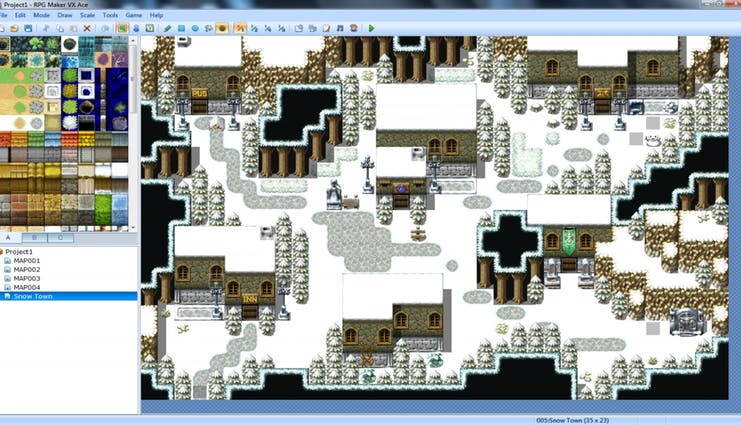 Project1 - RPG Maker VX Ace
File Edit Mode Draw Scale Tools Game Help
PUB
INN
A B C
Project1
MAP001
MAP002
MAP003
MAP004
Snow Town
005:Snow Town (35 x 23)